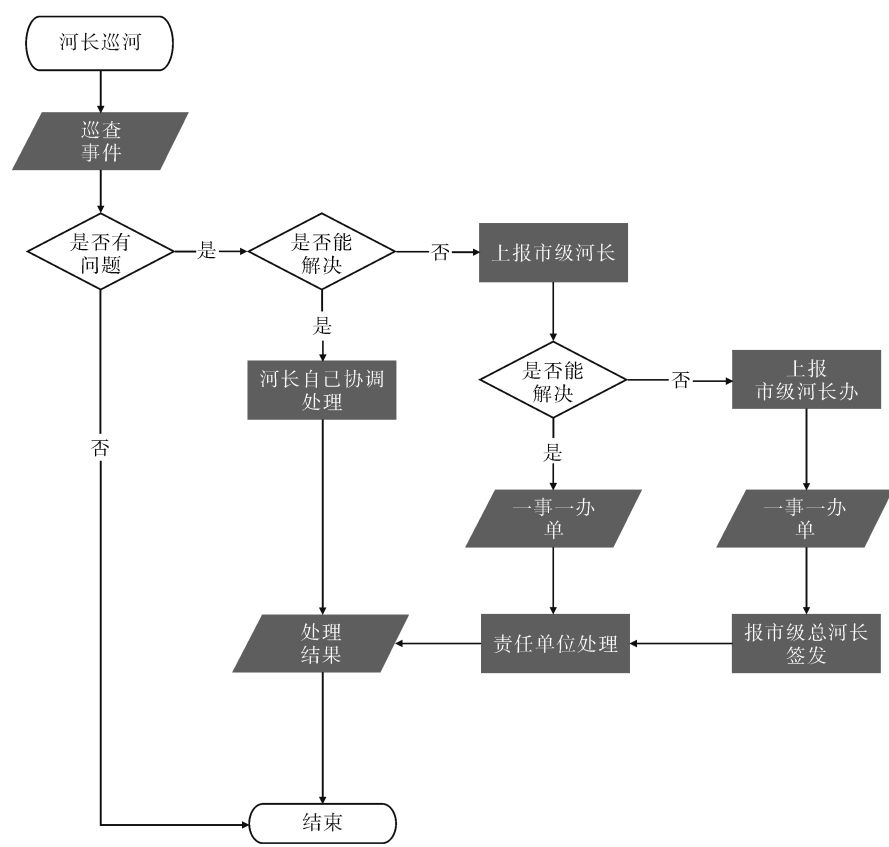 河长巡河
巡查
事件
是否有
问题
是
是否能
解决
否
上报市级河长
是
河长自己协调
处理
是否能
解决
否
上报
市级河长办
否
是
一事一办
单
一事一办
单
处理
结果
责任单位处理
报市级总河长
签发
结束